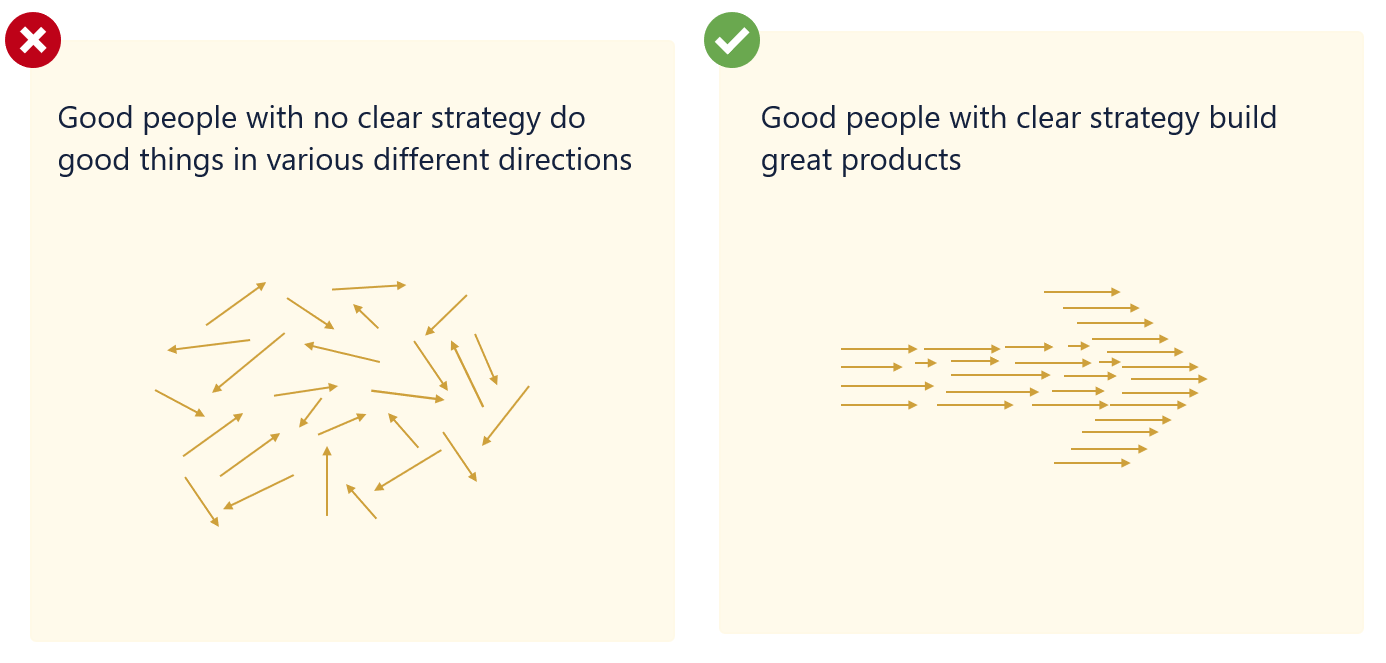 Good people with no clear strategy do
good things in various different directions
Good people with clear strategy build
great products